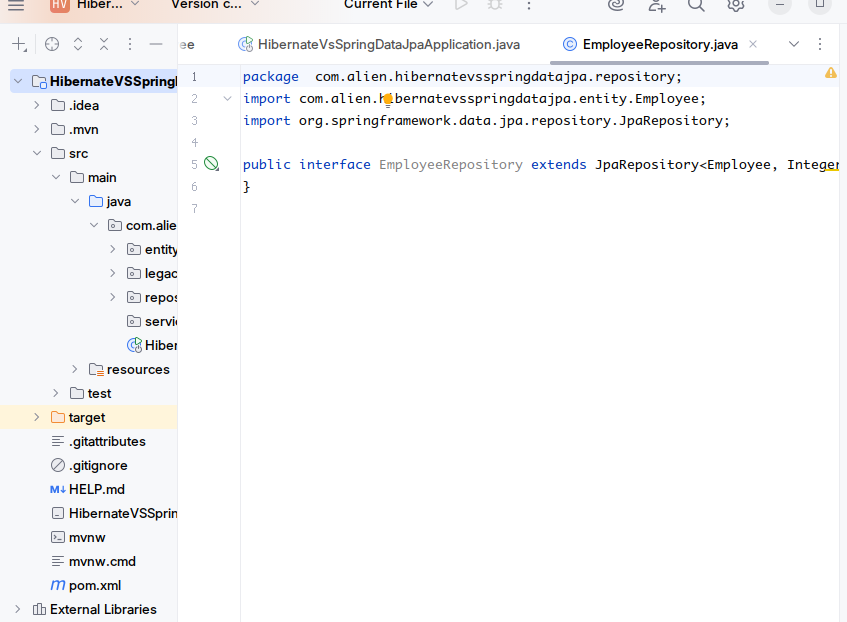 HV Hiber... Version c... Current File
ee HibernateVsSpringDataJpaApplication.java EmployeeRepository.java
HibernateVSSpringI
.idea
.mvn
src
main
java
com.alie
entity
legac
repos
servic
Hiber
resources
test
target
.gitattributes
.gitignore
M↓ HELP.md
HibernateVSSprin
mvnw
mvnw.cmd
m pom.xml
External Libraries
1 package  com.alien.hibernatevsspringdatajpa.repository;
2 import com.alien.hibernatevsspringdatajpa.entity.Employee;
3 import org.springframework.data.jpa.repository.JpaRepository;
4
5 public interface EmployeeRepository extends JpaRepository<Employee, Integer
6 }
7